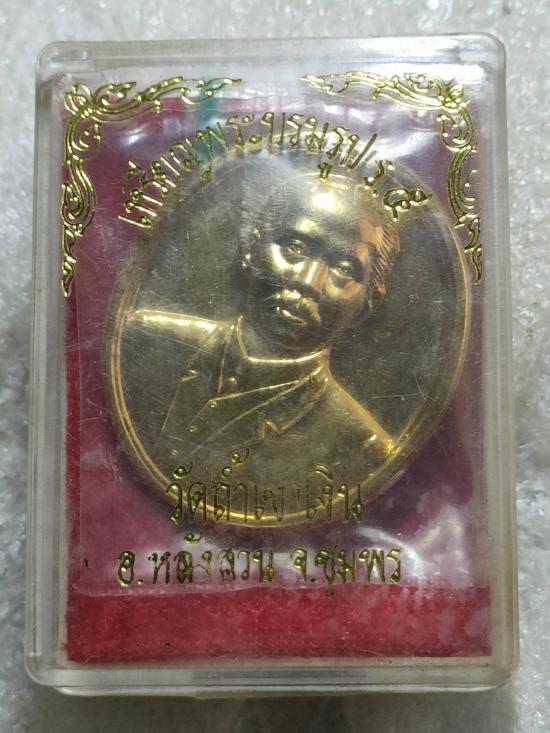 เหรียญพระบรมรูป ร.๕
วัดถ้ำเขาเงิน
อ.หลังสวน จ.ชุมพร